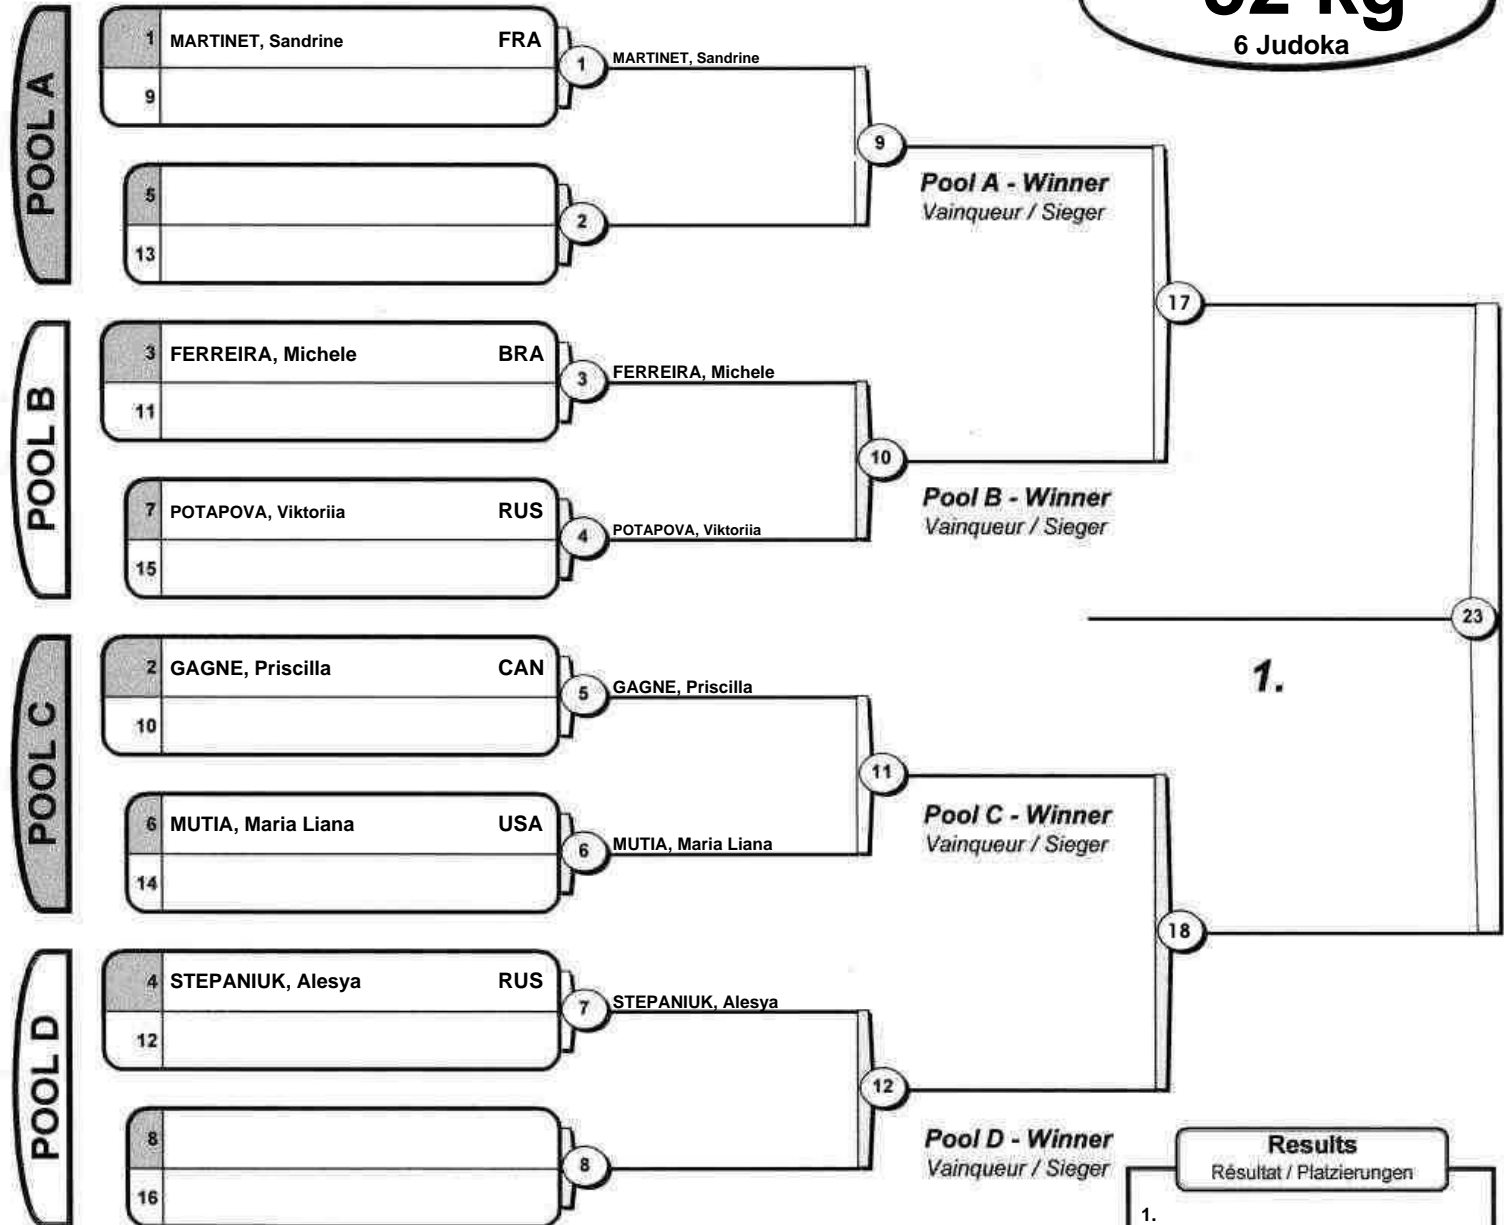 kg
6 Judoka
POOL A
1 MARTINET, Sandrine FRA
9
1
MARTINET, Sandrine
5
13
2
9
Pool A - Winner
Vainqueur / Sieger
POOL B
3 FERREIRA, Michele BRA
11
3
FERREIRA, Michele
7 POTAPOVA, Viktoriia RUS
15
4
POTAPOVA, Viktoriia
10
Pool B - Winner
Vainqueur / Sieger
17
POOL C
2 GAGNE, Priscilla CAN
10
5
GAGNE, Priscilla
6 MUTIA, Maria Liana USA
14
6
MUTIA, Maria Liana
11
Pool C - Winner
Vainqueur / Sieger
POOL D
4 STEPANIUK, Alesya RUS
12
7
STEPANIUK, Alesya
8
16
8
12
Pool D - Winner
Vainqueur / Sieger
18
23
1.
Results
Résultat / Platzierungen
1.